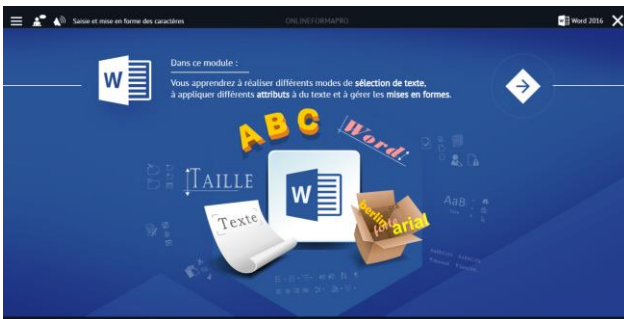 Saisie et mise en forme des caractères
ONLINEFORMAPRO
Word 2016
Dans ce module :
Vous apprendrez à réaliser différents modes de sélection de texte,
à appliquer différents attributs à du texte et à gérer les mises en formes.
W
A B C
Word
TAILLE
W
Texte
berlin
arial
AaB